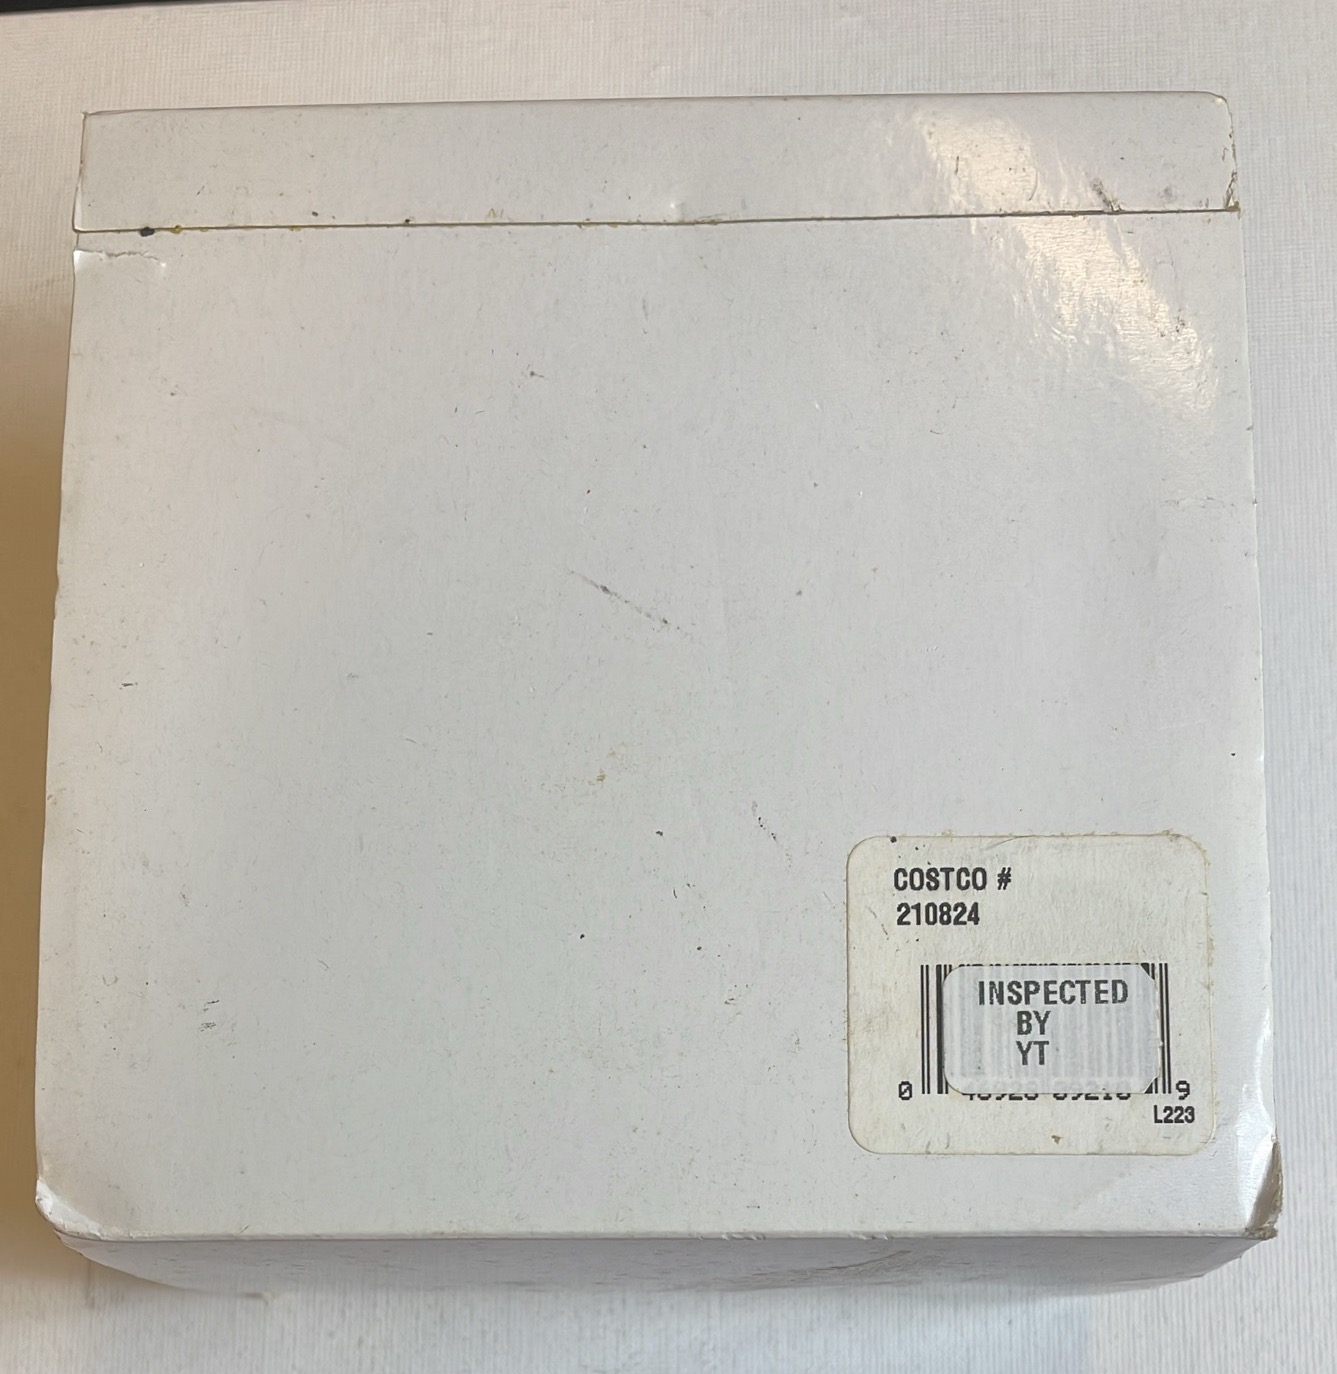 COSTCO #
210824
INSPECTED
BY
YT
0 9
L223